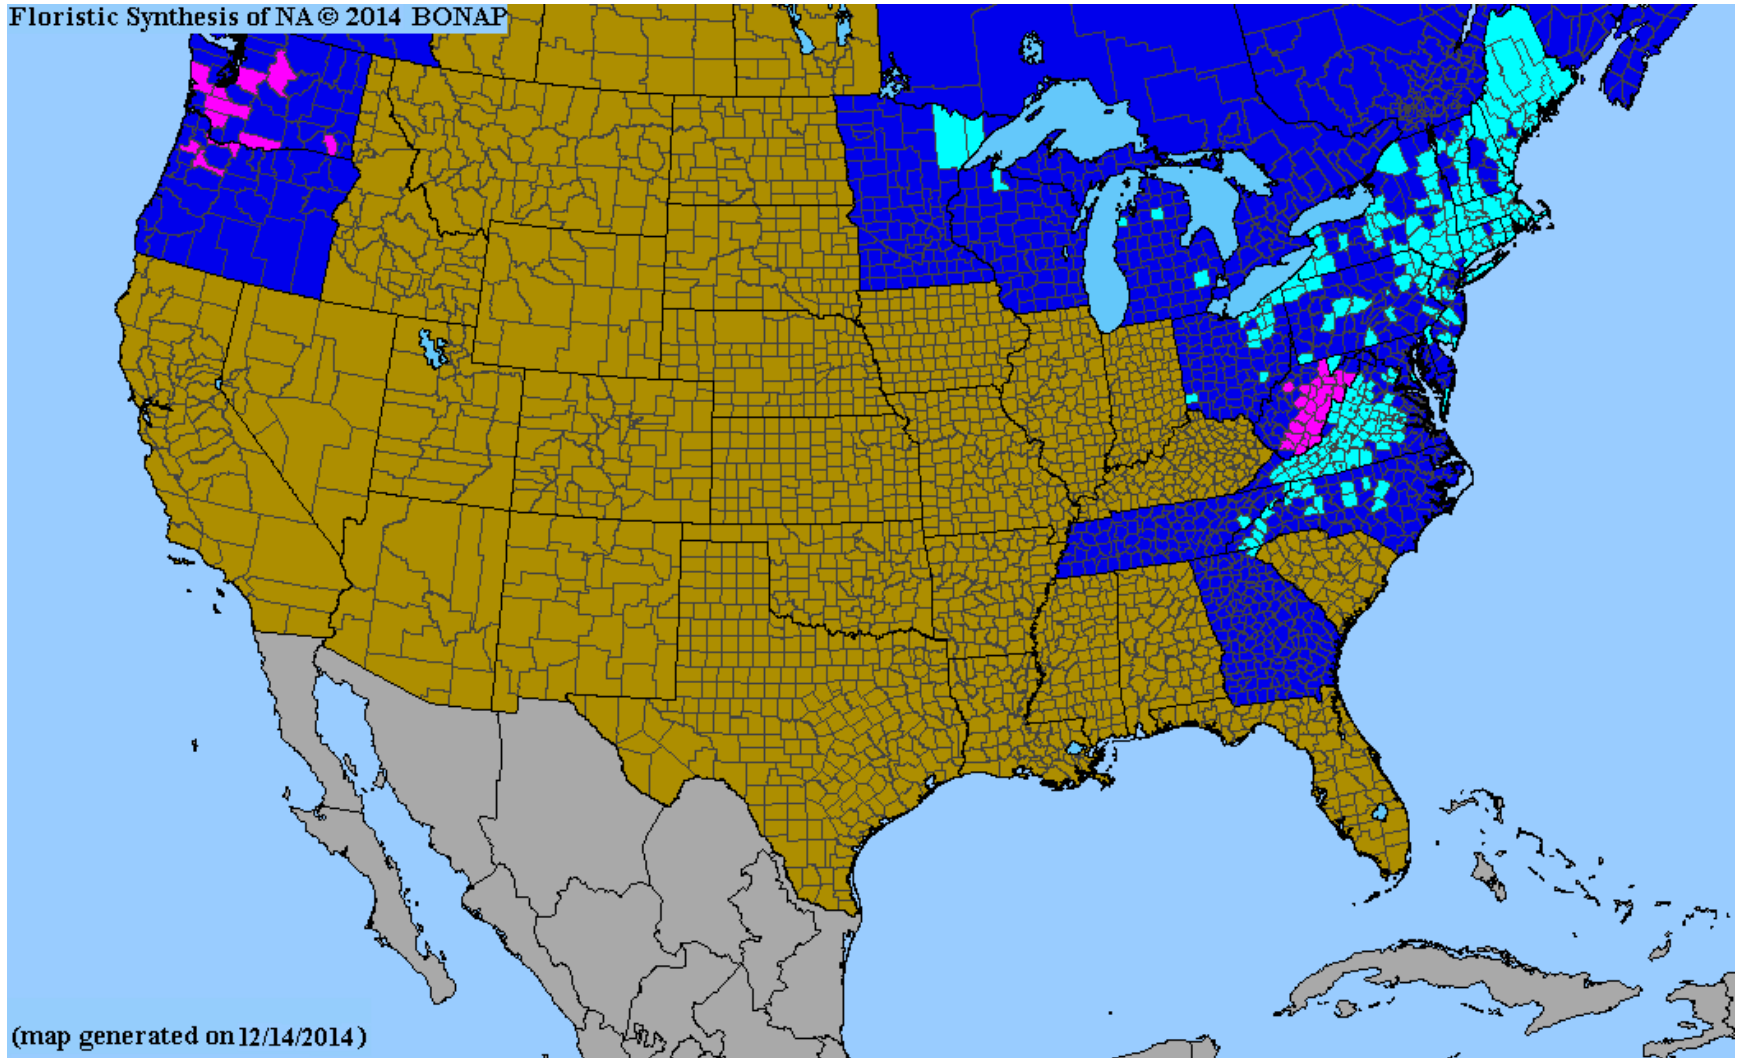 Floristic Synthesis of NA © 2014 BONAP
(map generated on 12/14/2014)